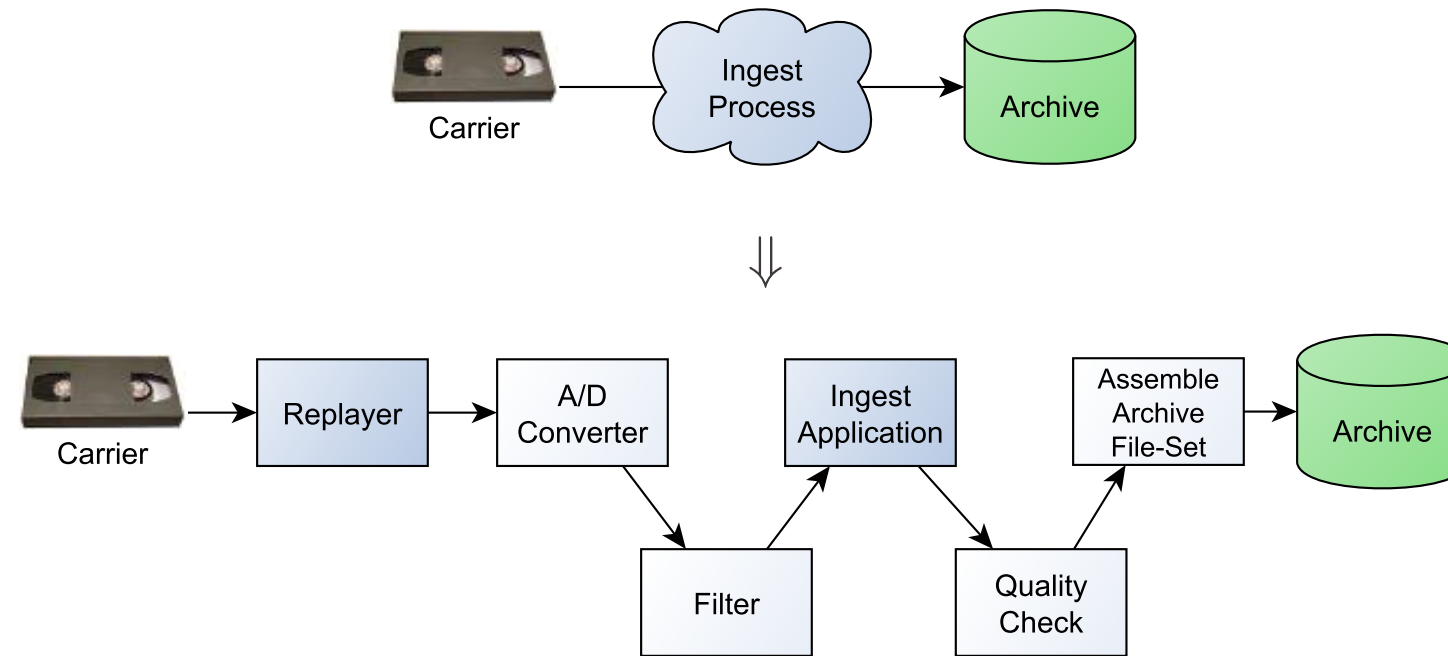 Ingest
Process
Archive
Carrier
⇓
Replayer
A/D
Converter
Ingest
Application
Assemble
Archive
File-Set
Archive
Carrier
Filter
Quality
Check